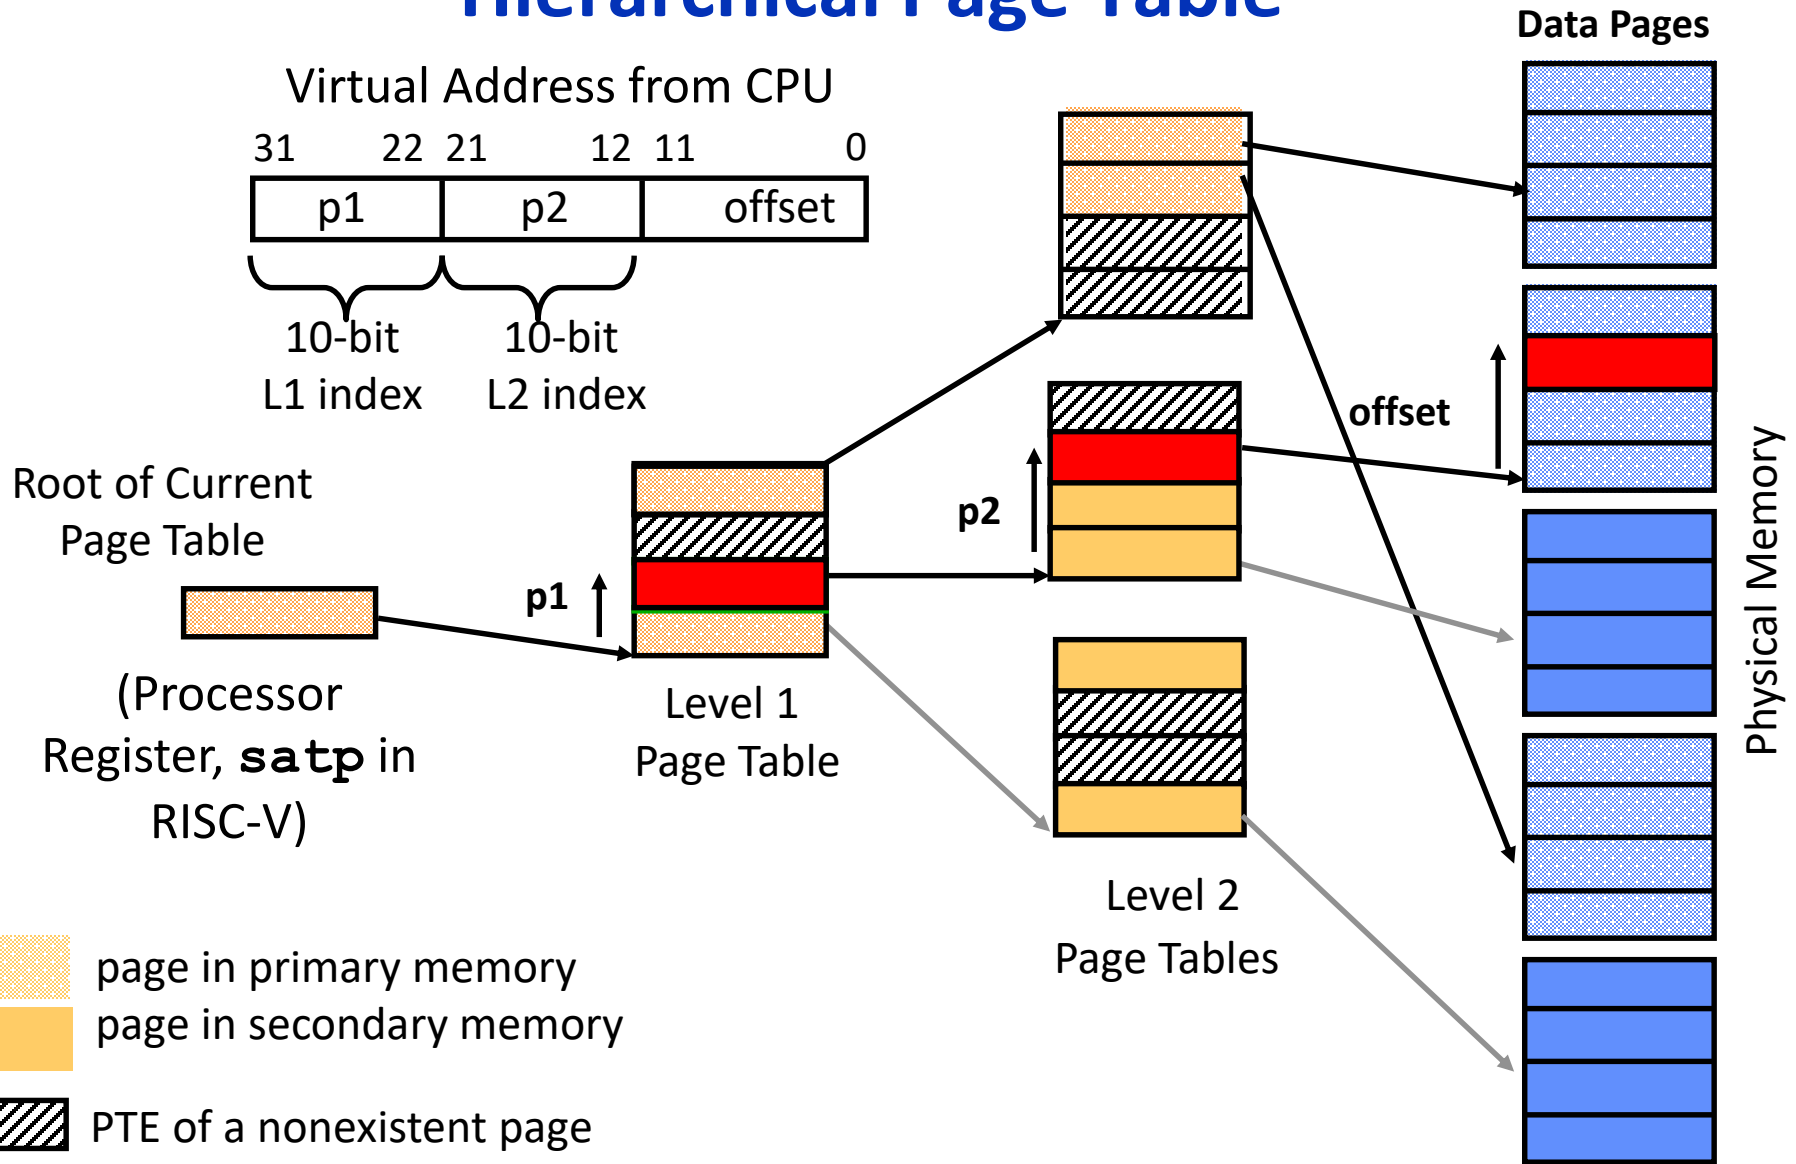 Hierarchical Page Table
Data Pages
Virtual Address from CPU
31 22 21 12 11 0
p1 p2 offset
10-bit
L1 index
10-bit
L2 index
Root of Current
Page Table
(Processor
Register, satp in
RISC-V)
p1
Level 1
Page Table
p2
Level 2
Page Tables
offset
Physical Memory
page in primary memory
page in secondary memory
PTE of a nonexistent page